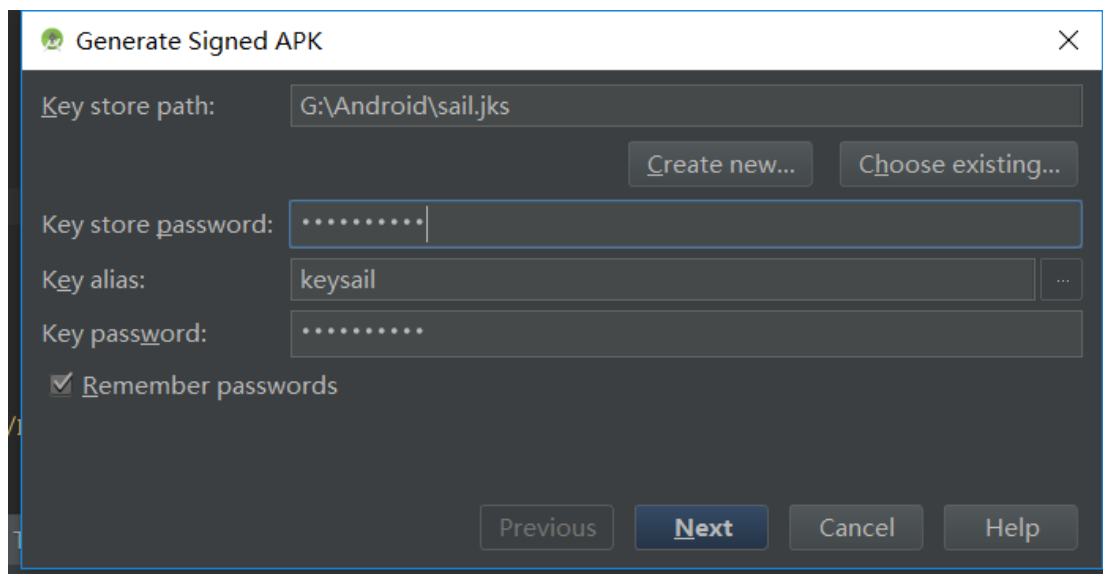 Generate Signed APK
Key store path: G:\Android\sail.jks
Create new... Choose existing...
Key store password: ••••••••••
Key alias: keysail ...
Key password: ••••••••••
Remember passwords
Previous Next Cancel Help